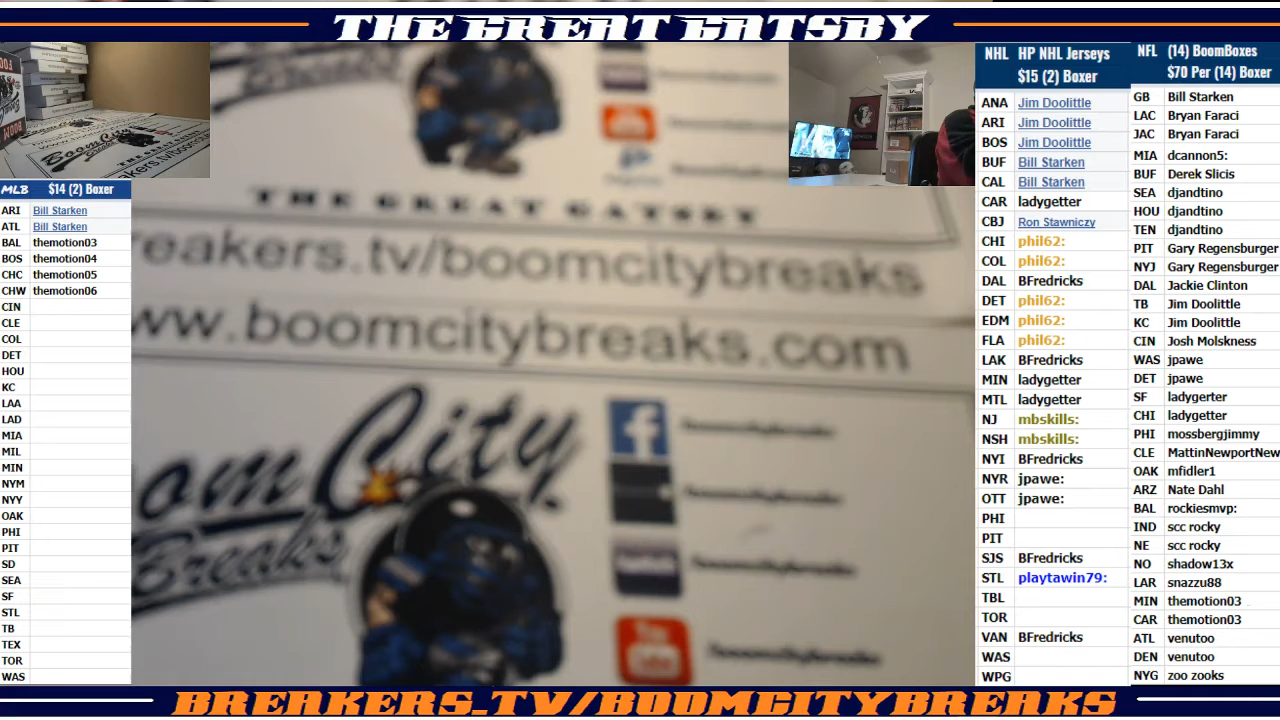 THE GREAT GATSBY
MLB $14 (2) Boxer
ARI Bill Starken
ATL Bill Starken
BAL themotion03
BOS themotion04
CHC themotion05
CHW themotion06
CIN
CLE
COL
DET
HOU
KC
LAA
LAD
MIA
MIL
MIN
NYM
NYY
OAK
PHI
PIT
SD
SEA
SF
STL
TB
TEX
TOR
WAS
THE GREAT GATSBY
breakers.tv/boomcitybreaks
www.boomcitybreaks.com
Boom City
Breaks
NHL HP NHL Jerseys
$15 (2) Boxer
ANA Jim Doolittle
ARI Jim Doolittle
BOS Jim Doolittle
BUF Bill Starken
CAL Bill Starken
CAR ladygetter
CBJ Ron Stawniczy
CHI phil62:
COL phil62:
DAL BFredricks
DET phil62:
EDM phil62:
FLA phil62:
LAK BFredricks
MIN ladygetter
MTL ladygetter
NJ mbskills:
NSH mbskills:
NYI BFredricks
NYR jpawe:
OTT jpawe:
PHI
PIT
SJS BFredricks
STL playtawin79:
TBL
TOR
VAN BFredricks
WAS
WPG
NFL (14) BoomBoxes
$70 Per (14) Boxer
GB Bill Starken
LAC Bryan Faraci
JAC Bryan Faraci
MIA dcannon5:
BUF Derek Slicis
SEA djandtino
HOU djandtino
TEN djandtino
PIT Gary Regensburger
NYJ Gary Regensburger
DAL Jackie Clinton
TB Jim Doolittle
KC Jim Doolittle
CIN Josh Molskness
WAS jpawe
DET jpawe
SF ladygerter
CHI ladygetter
PHI mossbergjimmy
CLE MattinNewportNew
OAK mfidler1
ARZ Nate Dahl
BAL rockiesmvp:
IND scc rocky
NE scc rocky
NO shadow13x
LAR snazzu88
MIN themotion03
CAR themotion03
ATL venutoo
DEN venutoo
NYG zoo zooks
BREAKERS.TV/BOOMCITYBREAKS